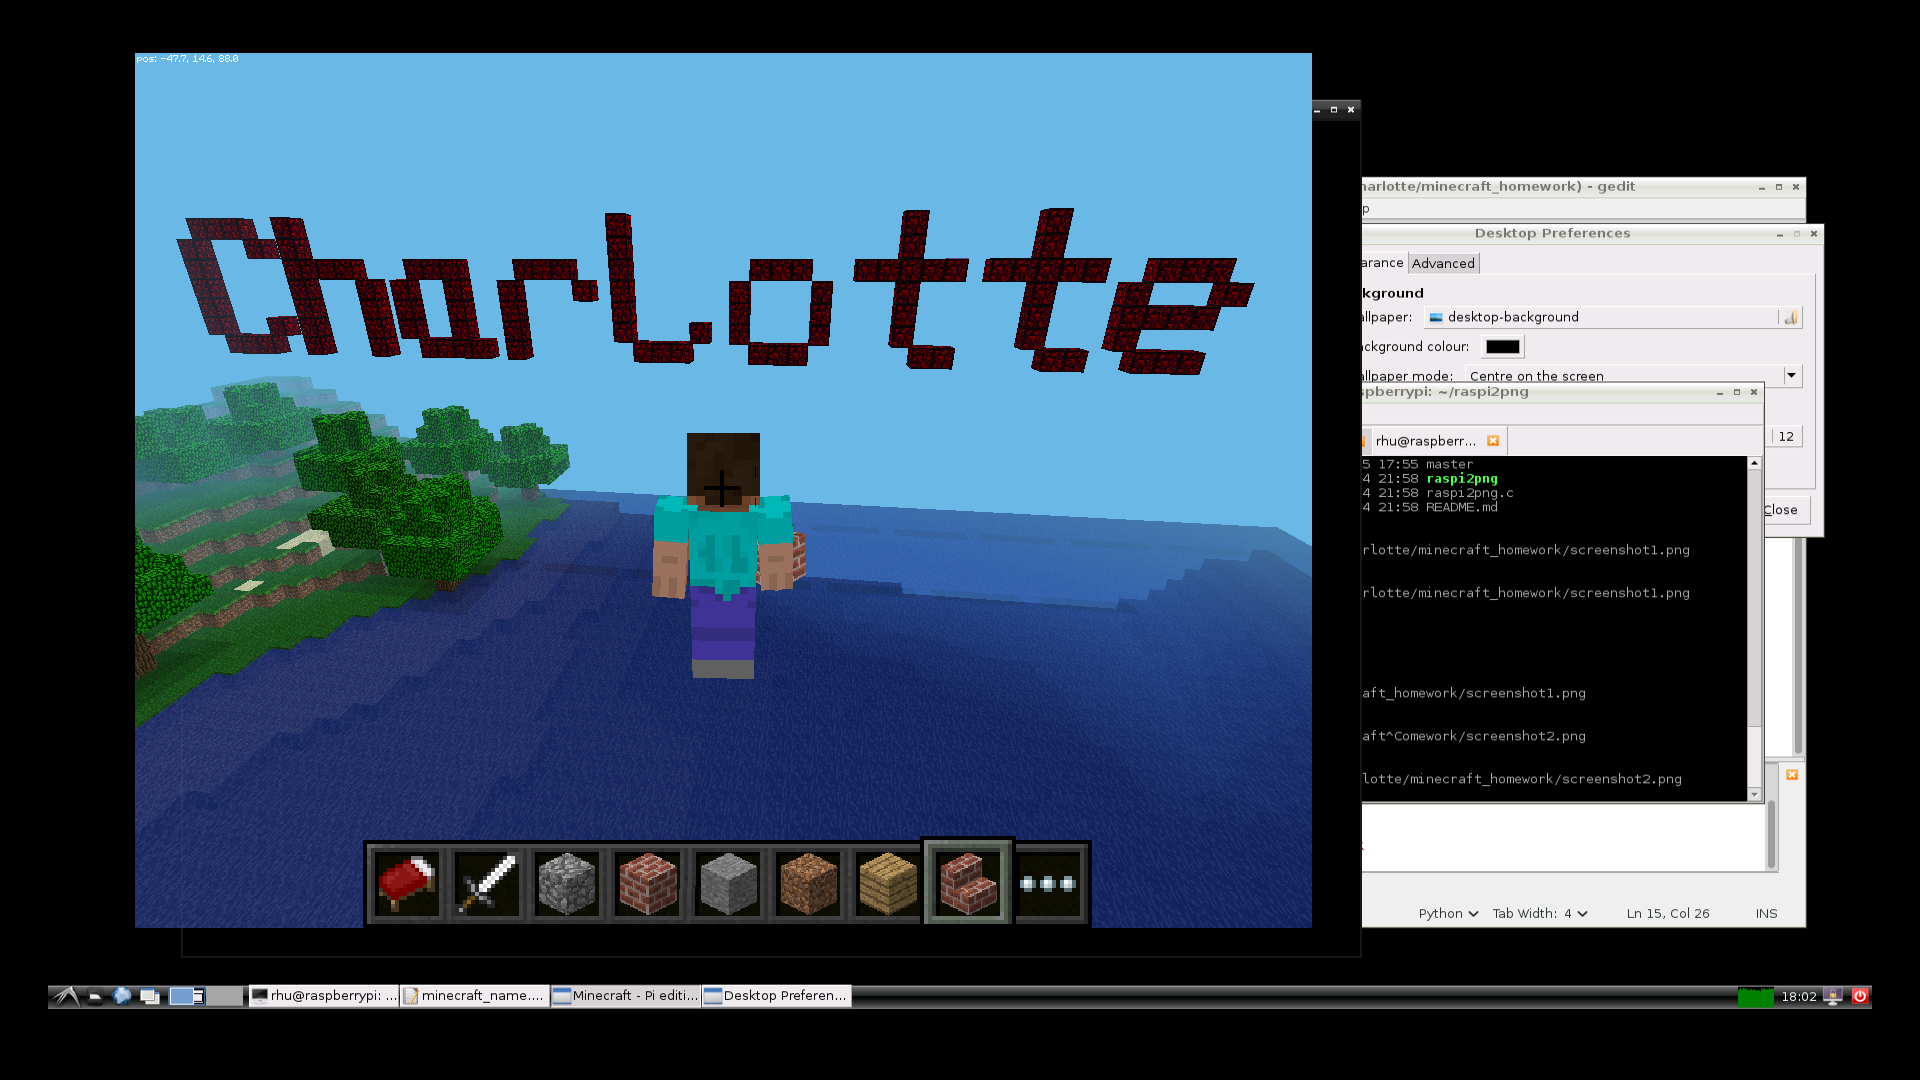 pos: -47.7, 14.6, 88.0
Charlotte
harlotte/minecraft_homework) - gedit
p
Desktop Preferences
arance Advanced
kground
llpaper: desktop-background
ckground colour:
llpaper mode: Centre on the screen
12
Close
spberrypi: ~/raspi2png
rhu@raspberr...
5 17:55 master
4 21:58 raspi2png
4 21:58 raspi2png.c
4 21:58 README.md
rlotte/minecraft_homework/screenshot1.png
rlotte/minecraft_homework/screenshot1.png
aft_homework/screenshot1.png
aft^Comework/screenshot2.png
lotte/minecraft_homework/screenshot2.png
Python Tab Width: 4 Ln 15, Col 26 INS
rhu@raspberrypi: ... minecraft_name.... Minecraft - Pi editi... Desktop Preferen... 18:02